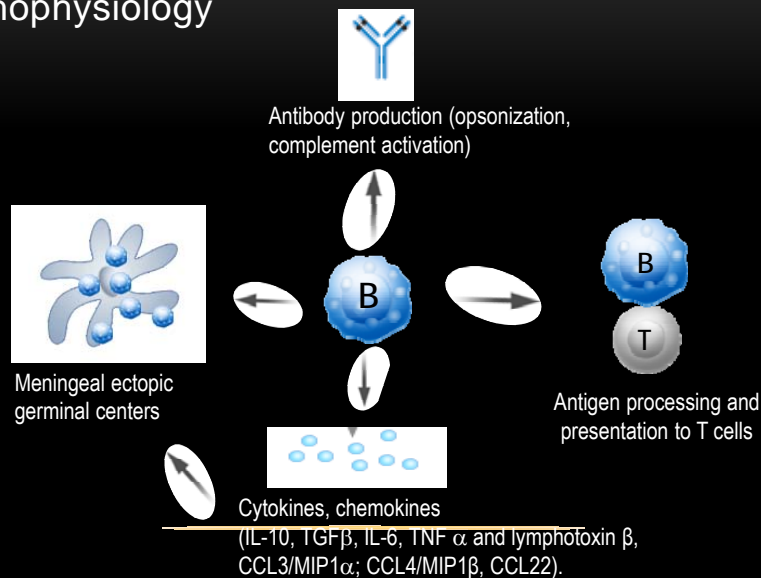 nophysiology
Antibody production (opsonization,
complement activation)
B
B
T
Meningeal ectopic
germinal centers
Antigen processing and
presentation to T cells
Cytokines, chemokines
(IL-10, TGFβ, IL-6, TNF α and lymphotoxin β,
CCL3/MIP1α; CCL4/MIP1β, CCL22).